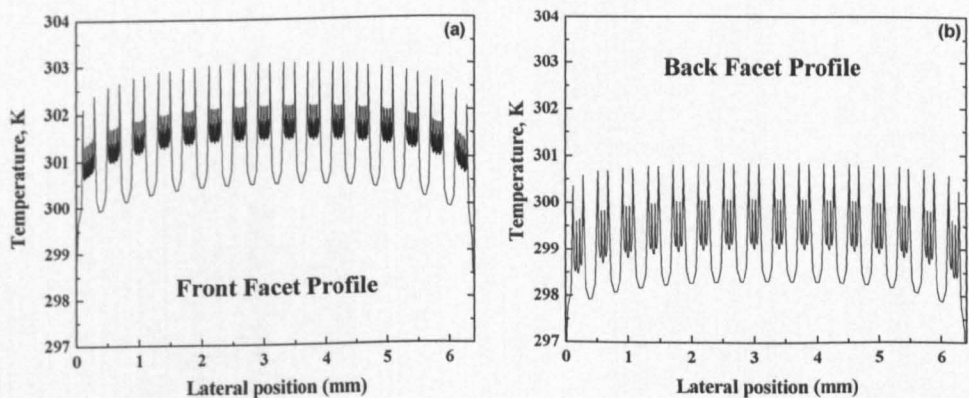 (a)
304
303
302
301
300
299
298
297
Temperature, K
Front Facet Profile
0 1 2 3 4 5 6
Lateral position (mm)
(b)
304
303
302
301
300
299
298
297
Temperature, K
Back Facet Profile
0 1 2 3 4 5 6
Lateral position (mm)